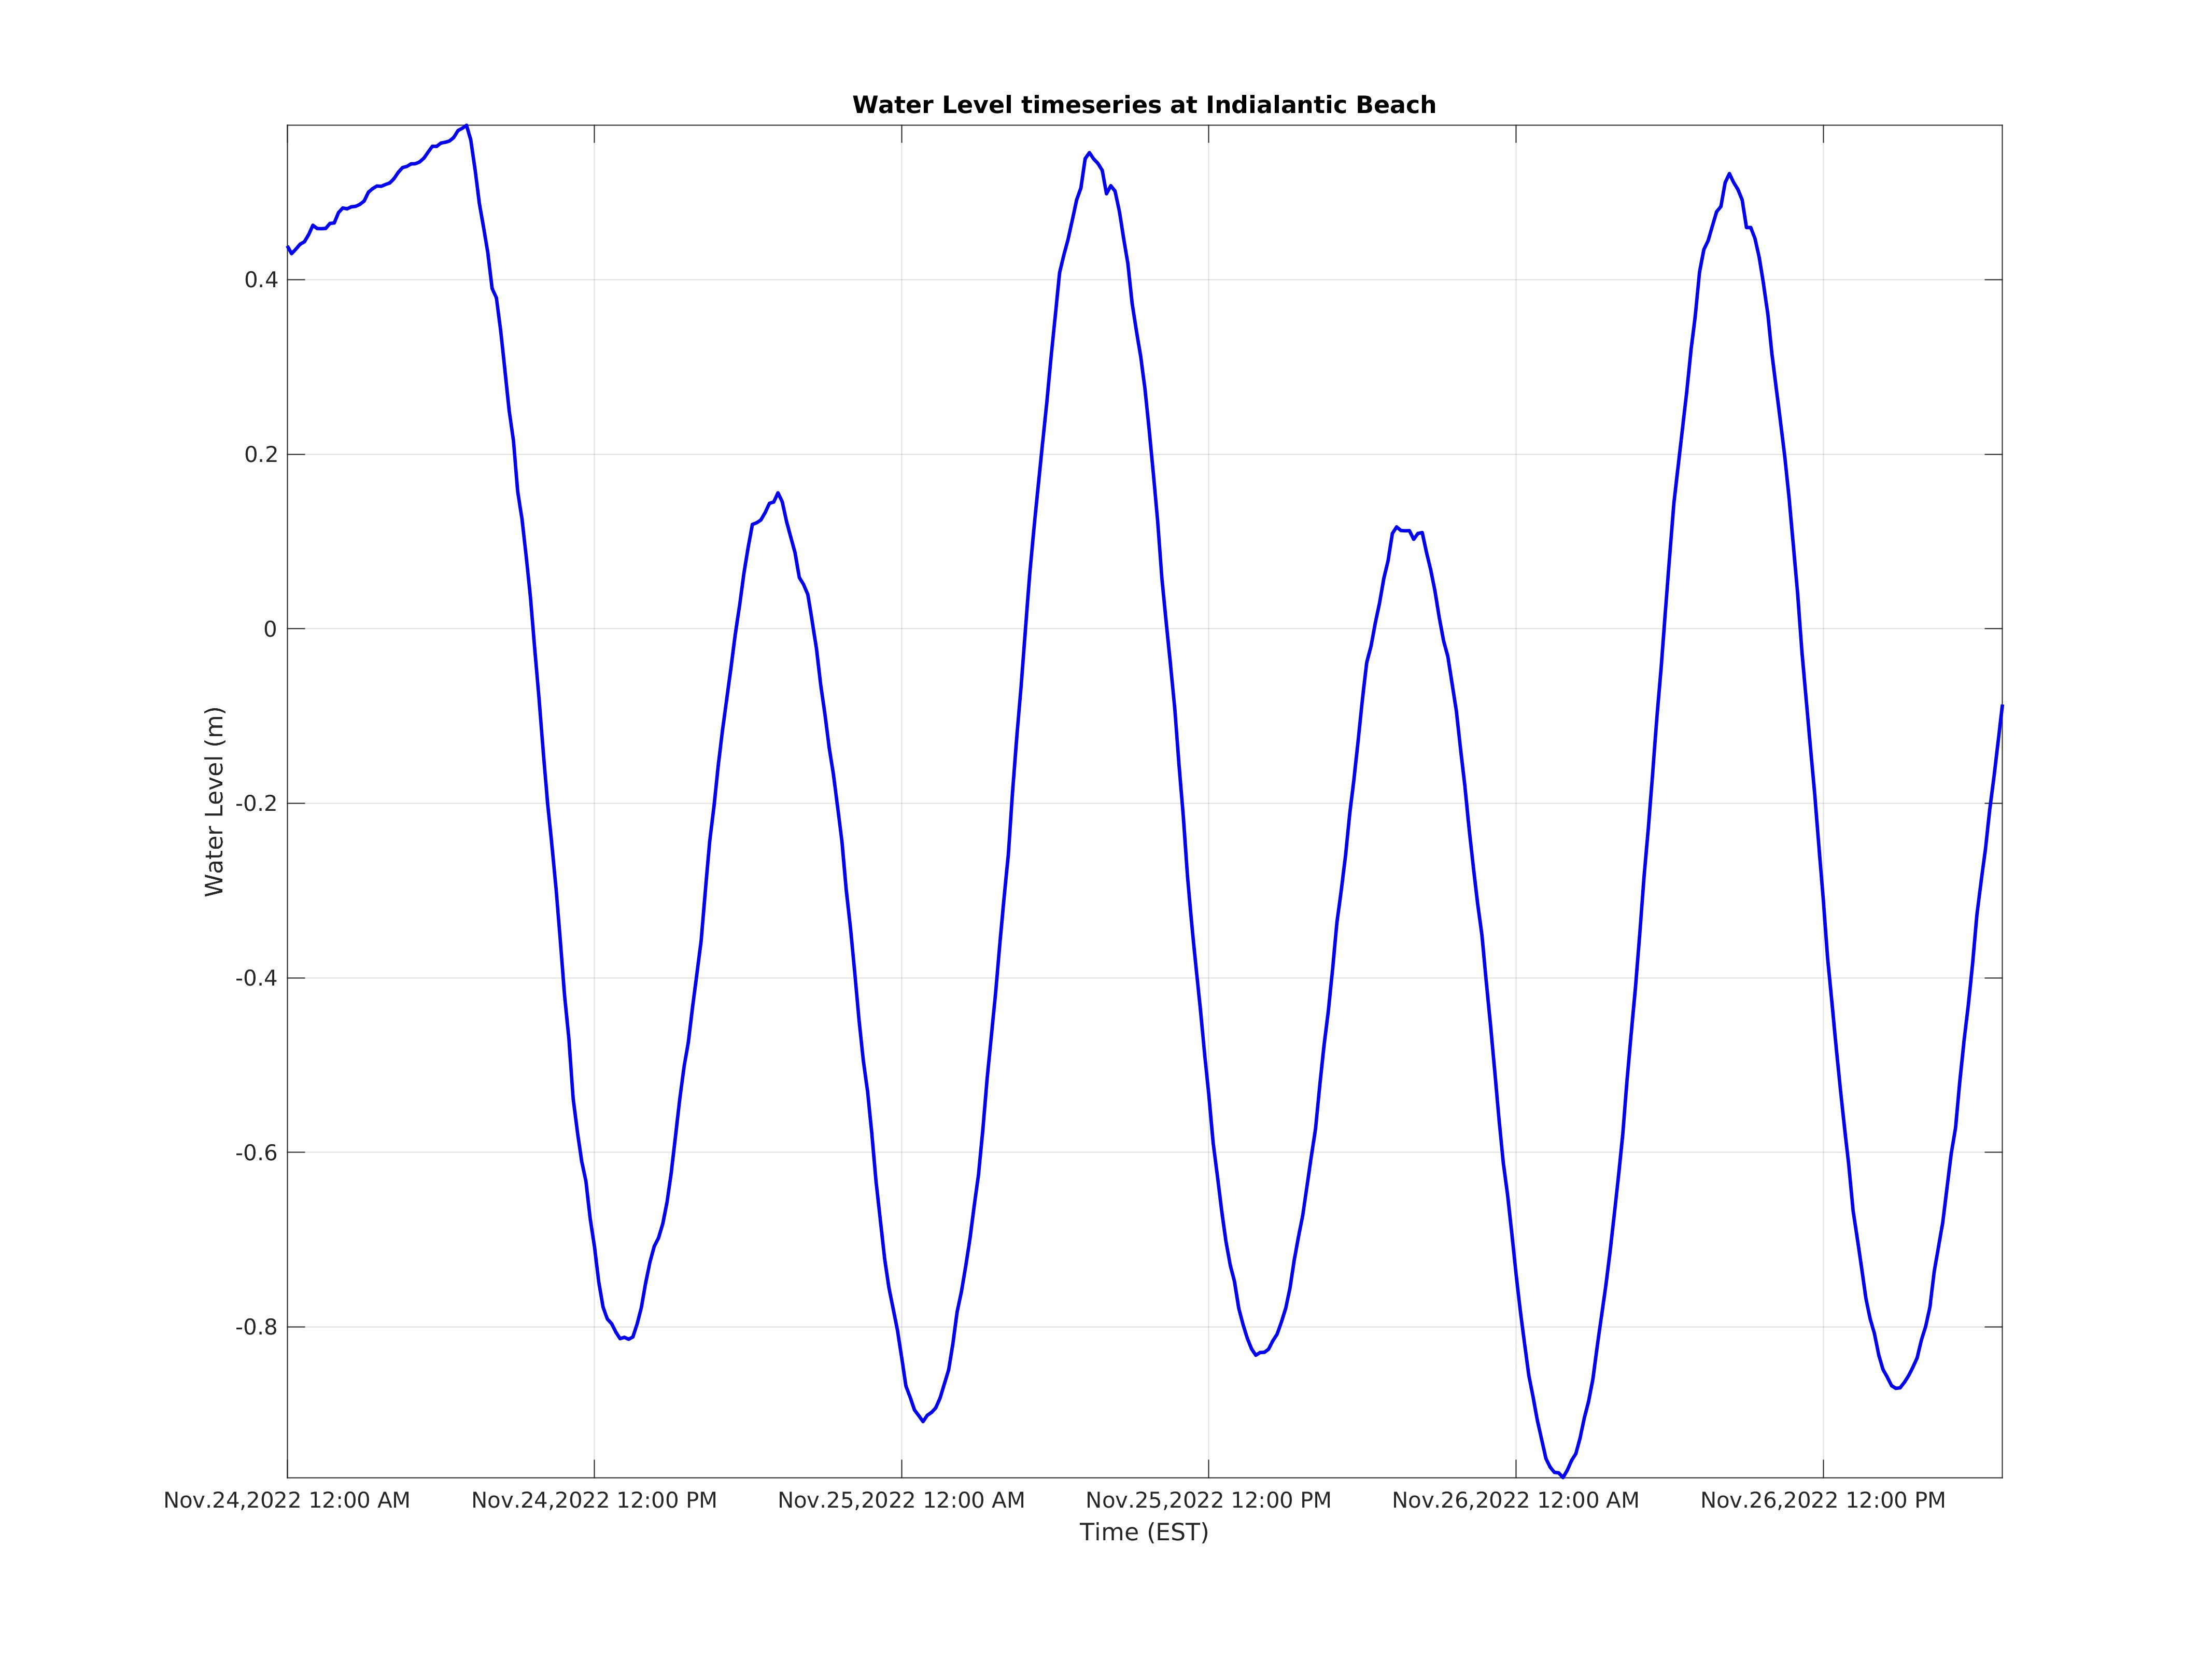 Water Level timeseries at Indialantic Beach
0.4
0.2
0
-0.2
-0.4
-0.6
-0.8
Water Level (m)
Nov.24,2022 12:00 AM
Nov.24,2022 12:00 PM
Nov.25,2022 12:00 AM
Nov.25,2022 12:00 PM
Nov.26,2022 12:00 AM
Nov.26,2022 12:00 PM
Time (EST)